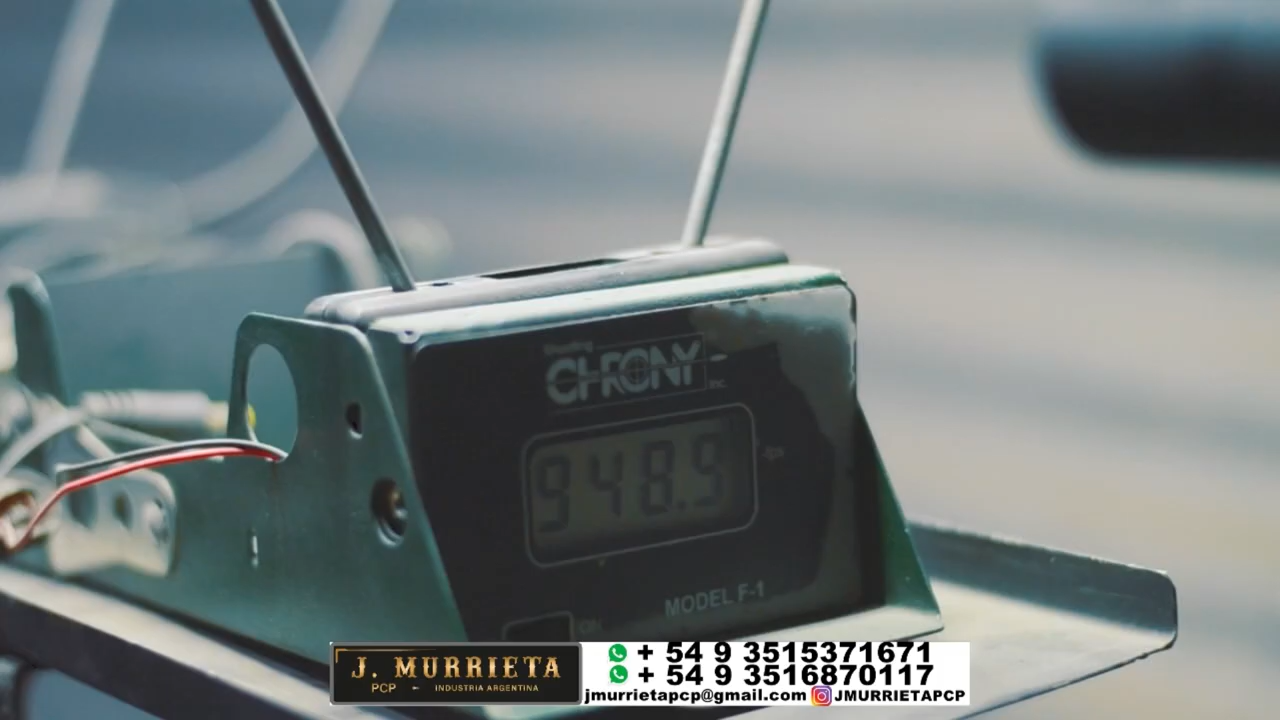 Shooting
CHRONY
Inc.
948.9
fps
MODEL F-1
ON
J. MURRIETA
PCP - INDUSTRIA ARGENTINA
+ 54 9 3515371671
+ 54 9 3516870117
jmurrietapcp@gmail.com JMURRIETAPCP